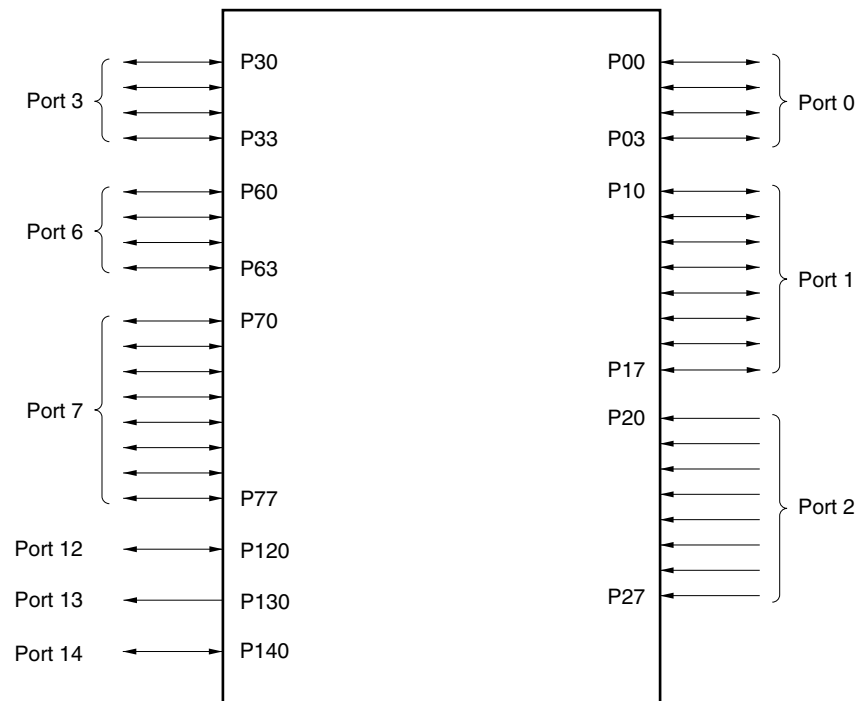 P30 P00
Port 3 Port 0
P33 P03
P60 P10
Port 6
P63 Port 1
P70
P17
Port 7 P20
P77 Port 2
Port 12 P120
Port 13 P130 P27
Port 14 P140